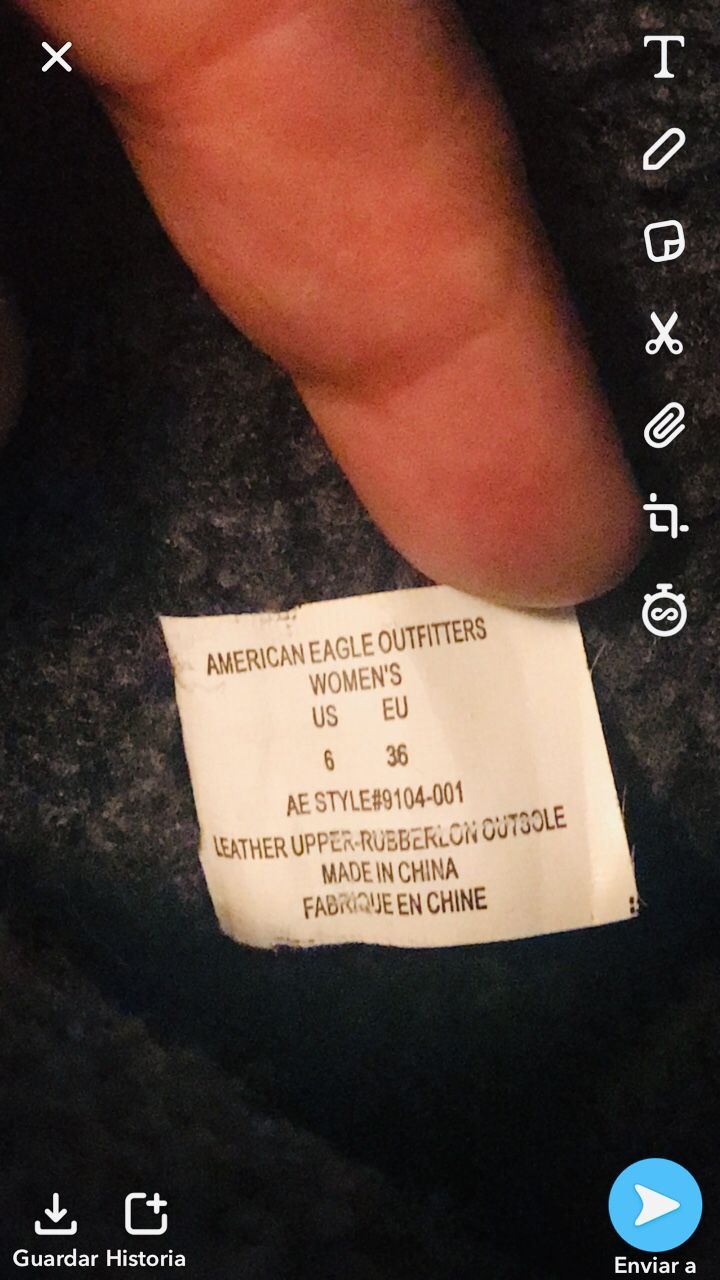 T
AMERICAN EAGLE OUTFITTERS
WOMEN'S
US EU
6 36
AE STYLE#9104-001
LEATHER UPPER-RUBBERLON OUTSOLE
MADE IN CHINA
FABRIQUE EN CHINE
Guardar Historia
Enviar a